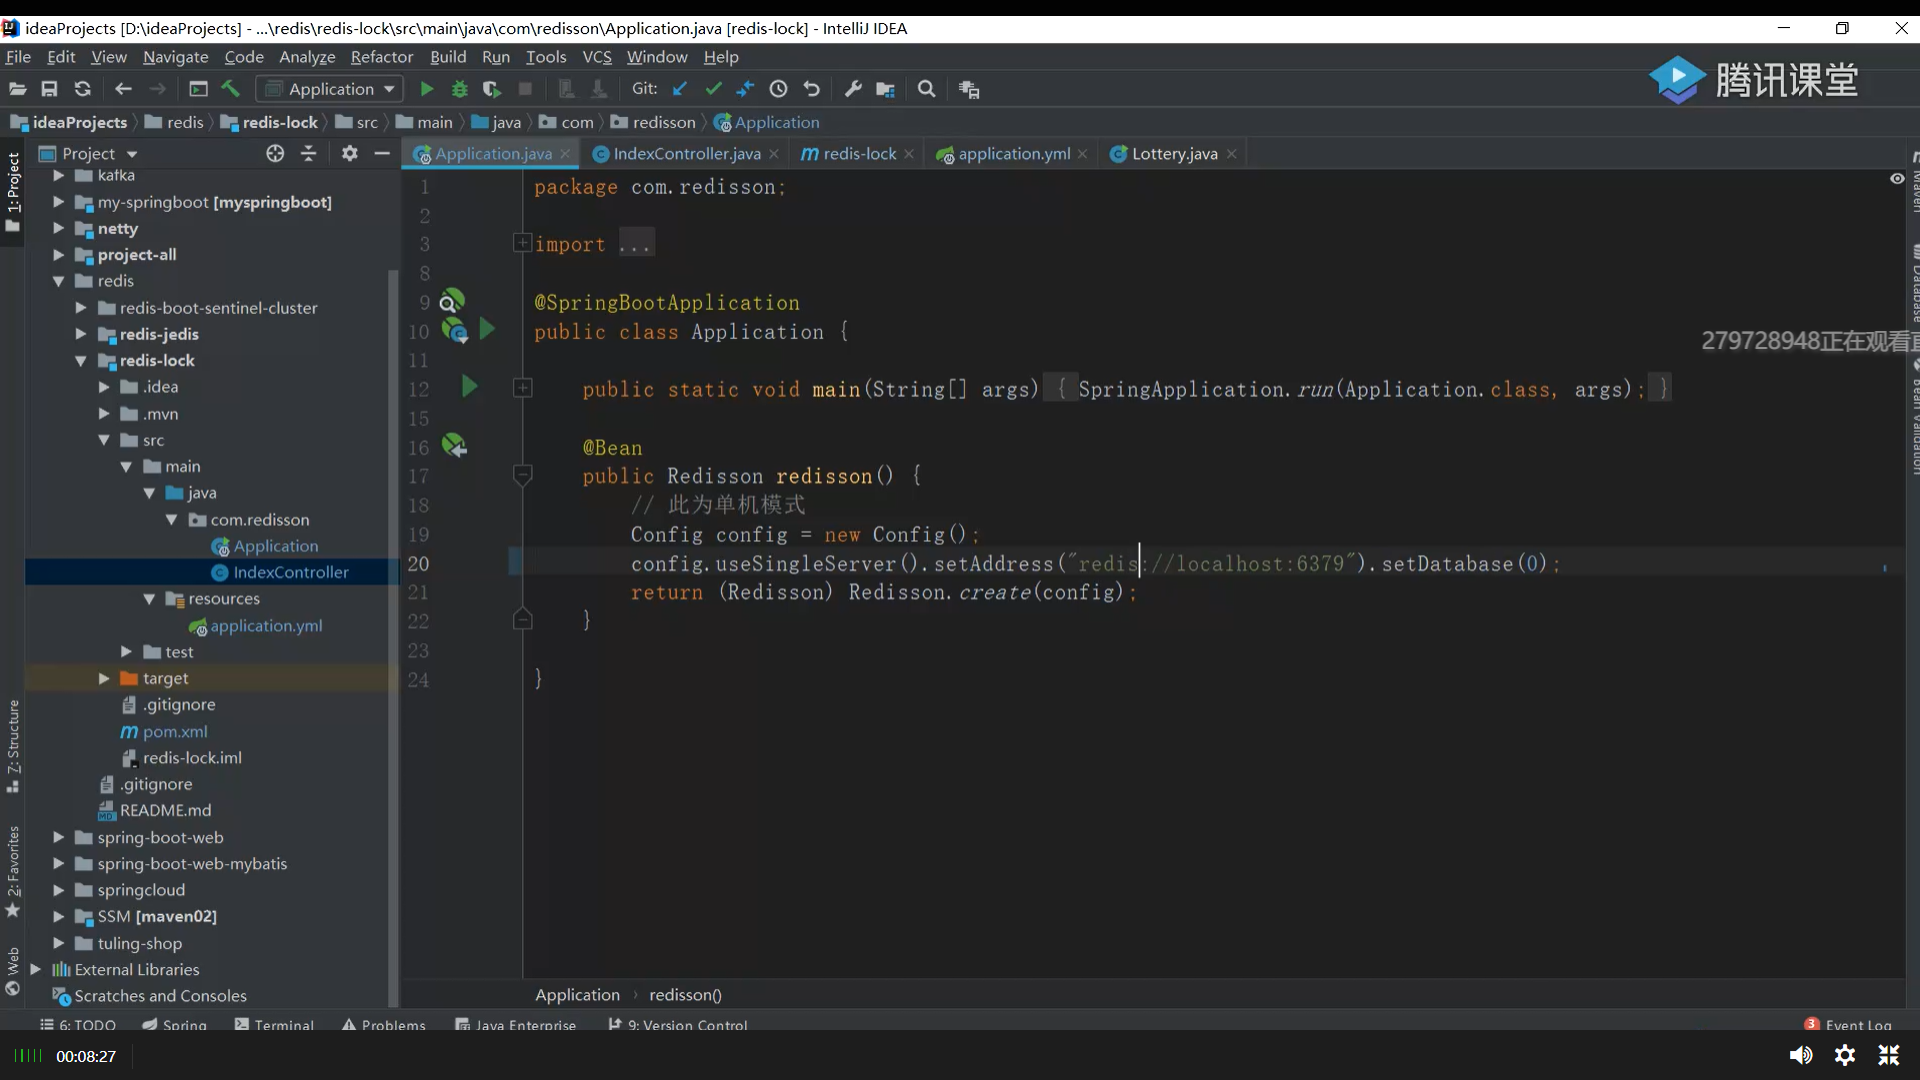 ideaProjects [D:\ideaProjects] - ...\redis\redis-lock\src\main\java\com\redisson\Application.java [redis-lock] - IntelliJ IDEA
File Edit View Navigate Code Analyze Refactor Build Run Tools VCS Window Help
Application Git:
腾讯课堂
ideaProjects redis redis-lock src main java com redisson Application
Project
Application.java IndexController.java redis-lock application.yml Lottery.java
1: Project
kafka
my-springboot [myspringboot]
netty
project-all
redis
redis-boot-sentinel-cluster
redis-jedis
redis-lock
.idea
.mvn
src
main
java
com.redisson
Application
IndexController
resources
application.yml
test
target
.gitignore
pom.xml
redis-lock.iml
.gitignore
README.md
spring-boot-web
spring-boot-web-mybatis
springcloud
SSM [maven02]
tuling-shop
External Libraries
Scratches and Consoles
Z: Structure
2: Favorites
Web
1 package com.redisson;
2
3 import ...
8
9 @SpringBootApplication
10 public class Application {
11
12 public static void main(String[] args) { SpringApplication.run(Application.class, args); }
15
16 @Bean
17 public Redisson redisson() {
18 // 此为单机模式
19 Config config = new Config();
20 config.useSingleServer().setAddress("redis://localhost:6379").setDatabase(0);
21 return (Redisson) Redisson.create(config);
22 }
23
24 }
279728948正在观看直
Maven
Database
Bean Validation
Application redisson()
6: TODO Spring Terminal Problems Java Enterprise 9: Version Control 3 Event Log
00:08:27